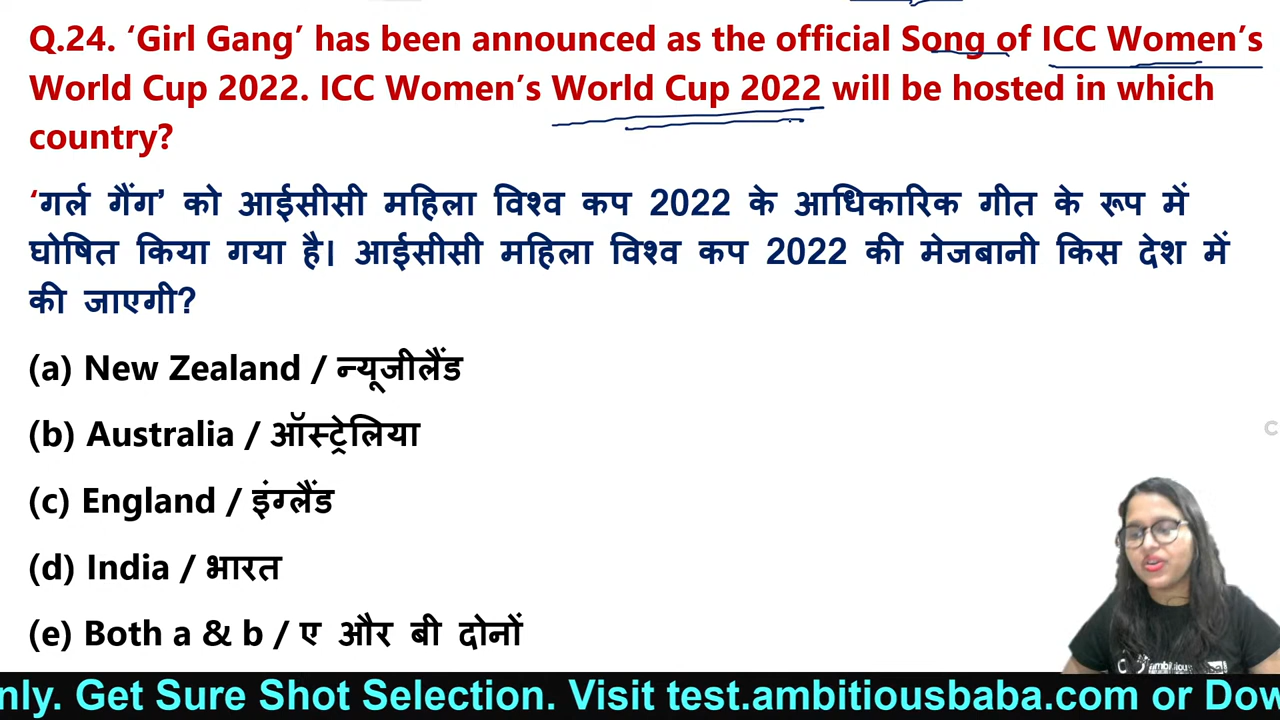 Q.24. ‘Girl Gang’ has been announced as the official Song of ICC Women’s
World Cup 2022. ICC Women’s World Cup 2022 will be hosted in which
country?
‘गर्ल गैंग’ को आईसीसी महिला विश्व कप 2022 के आधिकारिक गीत के रूप में
घोषित किया गया है। आईसीसी महिला विश्व कप 2022 की मेजबानी किस देश में
की जाएगी?
(a) New Zealand / न्यूजीलैंड
(b) Australia / ऑस्ट्रेलिया
(c) England / इंग्लैंड
(d) India / भारत
(e) Both a & b / ए और बी दोनों
nly. Get Sure Shot Selection. Visit test.ambitiousbaba.com or Dow